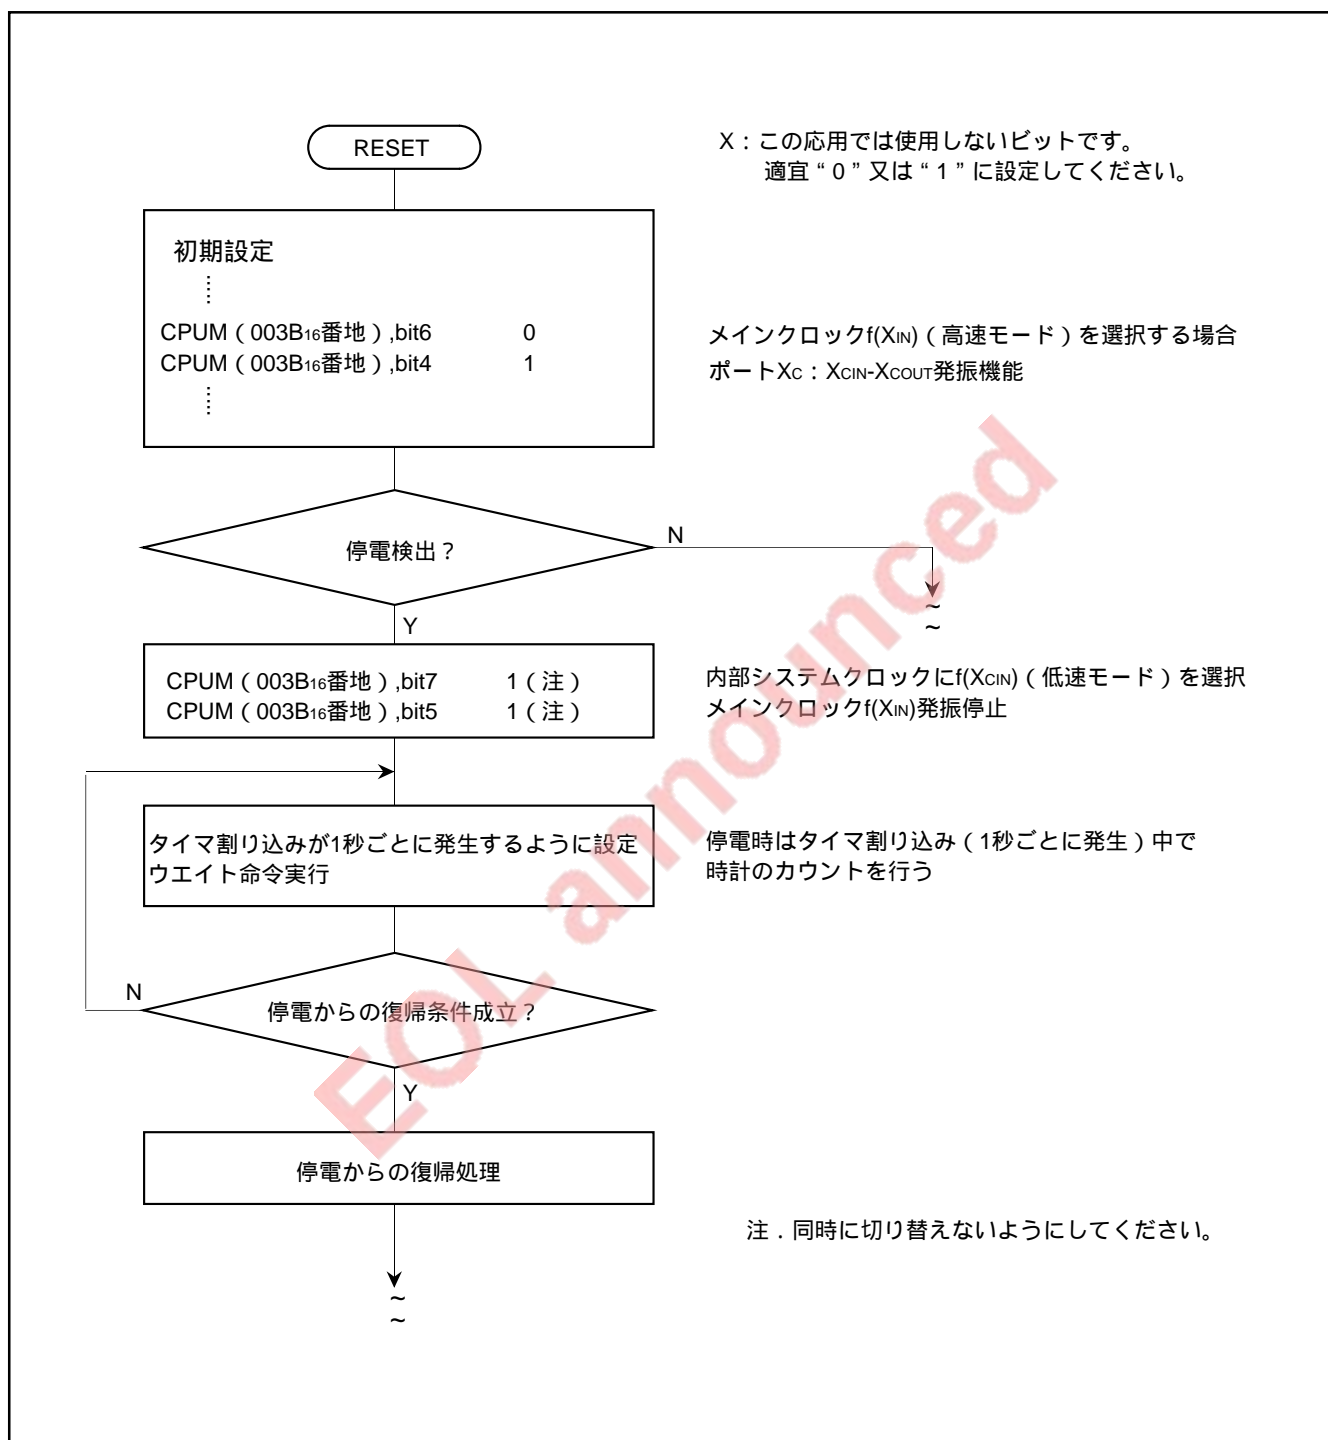 RESET
X：この応用では使用しないビットです。
適宜“0”又は“1”に設定してください。
初期設定
CPUM（003B16番地）,bit6 0
メインクロックf(XIN)（高速モード）を選択する場合
CPUM（003B16番地）,bit4 1
ポートXC：XCIN-XCOUT発振機能
停電検出？
N
Y
CPUM（003B16番地）,bit7 1（注）
内部システムクロックにf(XCIN)（低速モード）を選択
CPUM（003B16番地）,bit5 1（注）
メインクロックf(XIN)発振停止
タイマ割り込みが1秒ごとに発生するように設定
停電時はタイマ割り込み（1秒ごとに発生）中で
ウエイト命令実行
時計のカウントを行う
N
停電からの復帰条件成立？
Y
停電からの復帰処理
注．同時に切り替えないようにしてください。
EOL announced